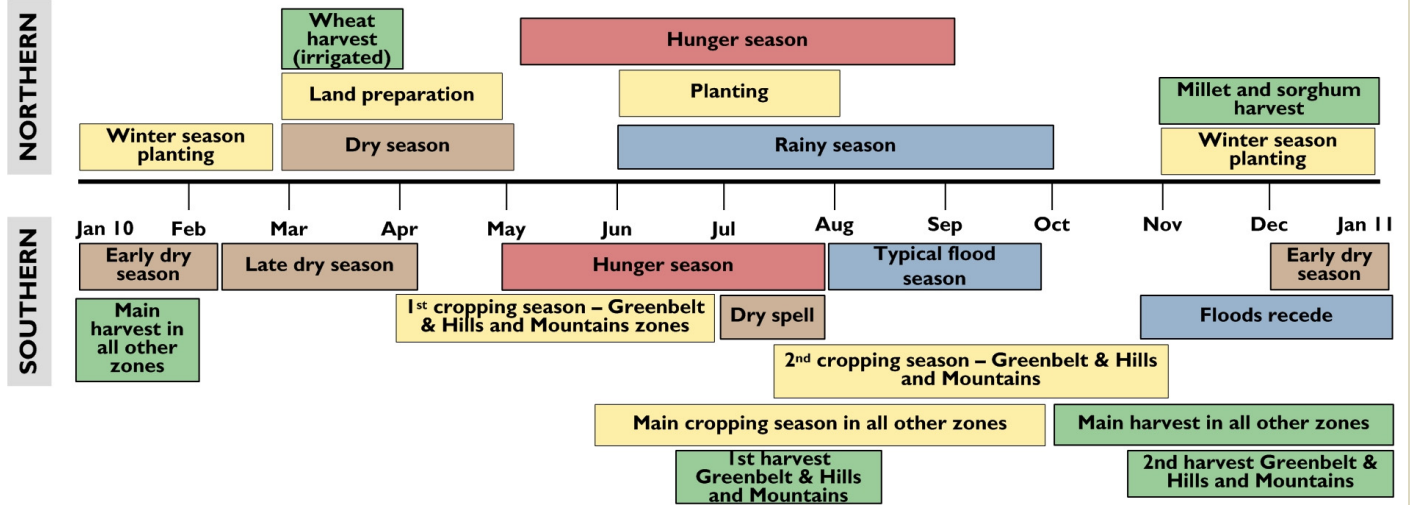 NORTHERN
Wheat
harvest
(irrigated)
Hunger season
Land preparation
Planting
Millet and sorghum
harvest
Winter season
planting
Dry season
Rainy season
Winter season
planting
Jan 10
Feb
Mar
Apr
May
Jun
Jul
Aug
Sep
Oct
Nov
Dec
Jan 11
SOUTHERN
Early dry
season
Late dry season
Hunger season
Typical flood
season
Early dry
season
Main
harvest in
all other
zones
1st cropping season – Greenbelt
& Hills and Mountains zones
Dry spell
Floods recede
2nd cropping season – Greenbelt & Hills
and Mountains
Main cropping season in all other zones
Main harvest in all other zones
1st harvest
Greenbelt & Hills
and Mountains
2nd harvest Greenbelt &
Hills and Mountains